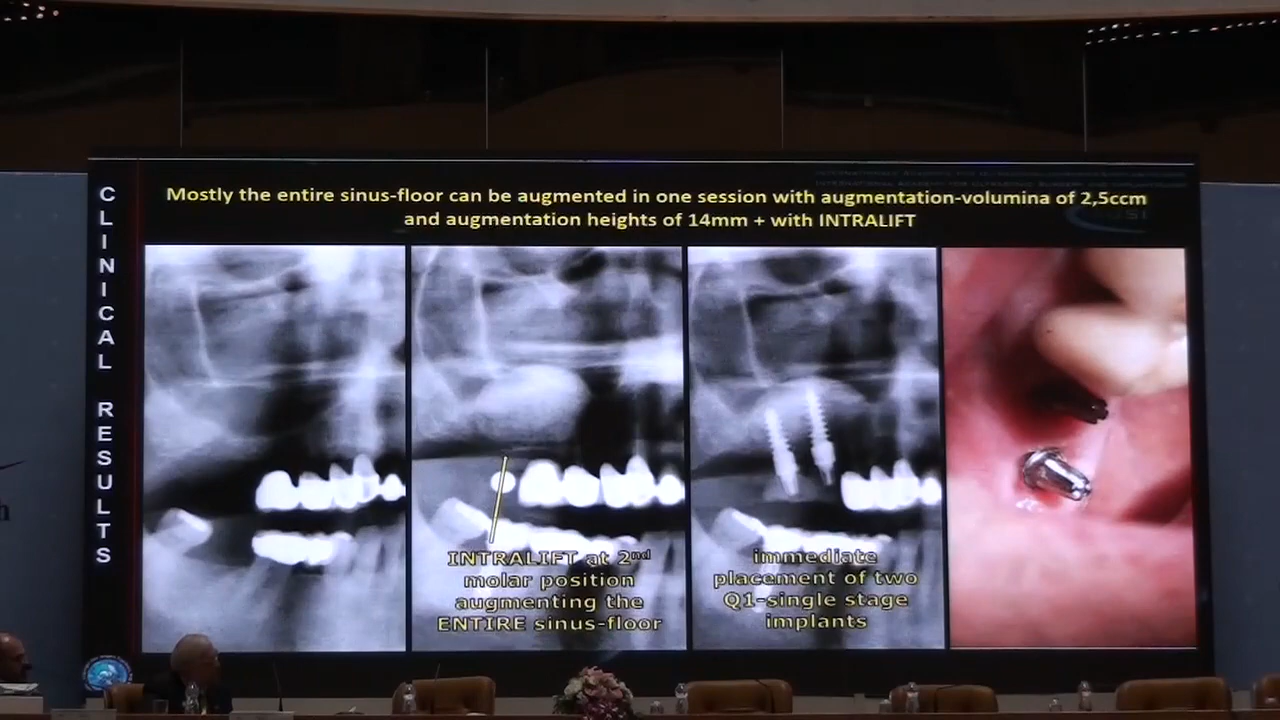 Mostly the entire sinus-floor can be augmented in one session with augmentation-volumina of 2,5ccm
and augmentation heights of 14mm + with INTRALIFT
CLINICAL RESULTS
INTRALIFT at 2nd
molar position
augmenting the
ENTIRE sinus-floor
immediate
placement of two
Q1-single stage
implants